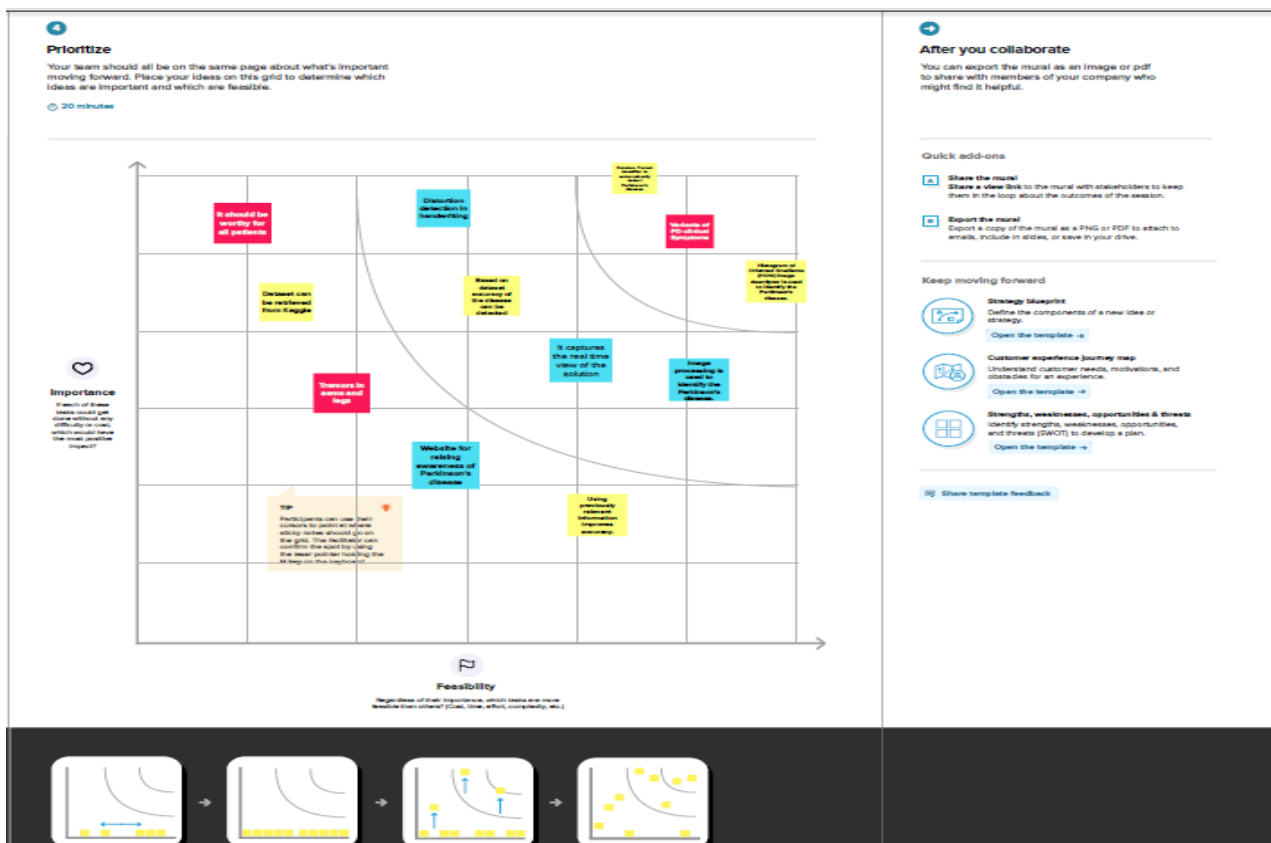 4
Prioritize
Your team should all be on the same page about what's important
moving forward. Place your ideas on this grid to determine which
ideas are important and which are feasible.
20 minutes
Importance
If each of these
tasks could get
done without any
difficulty or cost,
which would have
the most positive
impact?
It should be
worthy for
all patients
Distortion
detection in
handwriting
Random Forest
classifier is
automatically
detect
Parkinson's
disease
Variants of
PD clinical
Symptoms
Dataset can
be retrieved
from Kaggle
Based on
dataset
accuracy of
the disease
can be
detected
Histogram of
Oriented Gradients
(HOG) image
descriptor is used
to identify the
Parkinson's
disease.
Tremors in
arms and
legs
It captures
the real time
view of the
solution
Image
processing is
used to
identify the
Parkinson's
disease.
Website for
raising
awareness of
Parkinson's
disease
Using
previously
relevant
information
improves
accuracy.
TIP
Participants can use their
cursors to point at where
sticky notes should go on
the grid. The facilitator can
confirm the spot by using
the laser pointer holding the
H key on the keyboard.
Feasibility
Regardless of their importance, which tasks are more
feasible than others? (Cost, time, effort, complexity, etc.)
After you collaborate
You can export the mural as an image or pdf
to share with members of your company who
might find it helpful.
Quick add-ons
A
Share the mural
Share a view link to the mural with stakeholders to keep
them in the loop about the outcomes of the session.
B
Export the mural
Export a copy of the mural as a PNG or PDF to attach to
emails, include in slides, or save in your drive.
Keep moving forward
Strategy blueprint
Define the components of a new idea or
strategy.
Open the template →
Customer experience journey map
Understand customer needs, motivations, and
obstacles for an experience.
Open the template →
Strengths, weaknesses, opportunities & threats
Identify strengths, weaknesses, opportunities,
and threats (SWOT) to develop a plan.
Open the template →
Share template feedback